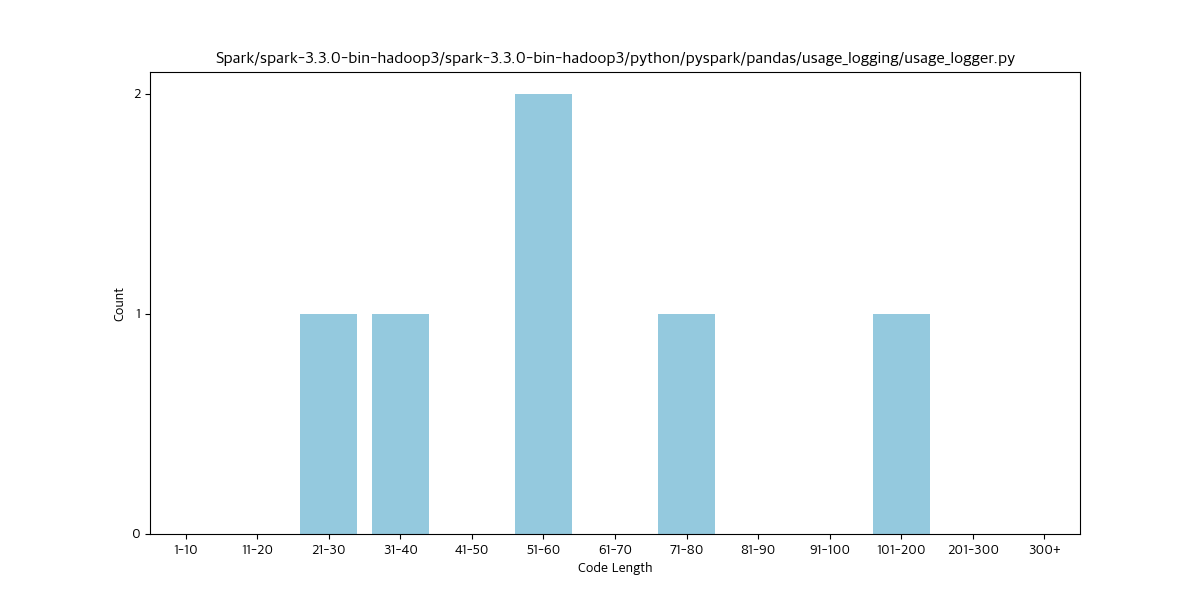 Spark/spark-3.3.0-bin-hadoop3/spark-3.3.0-bin-hadoop3/python/pyspark/pandas/usage_logging/usage_logger.py
2
1
0
Count
1-10 11-20 21-30 31-40 41-50 51-60 61-70 71-80 81-90 91-100 101-200 201-300 300+
Code Length